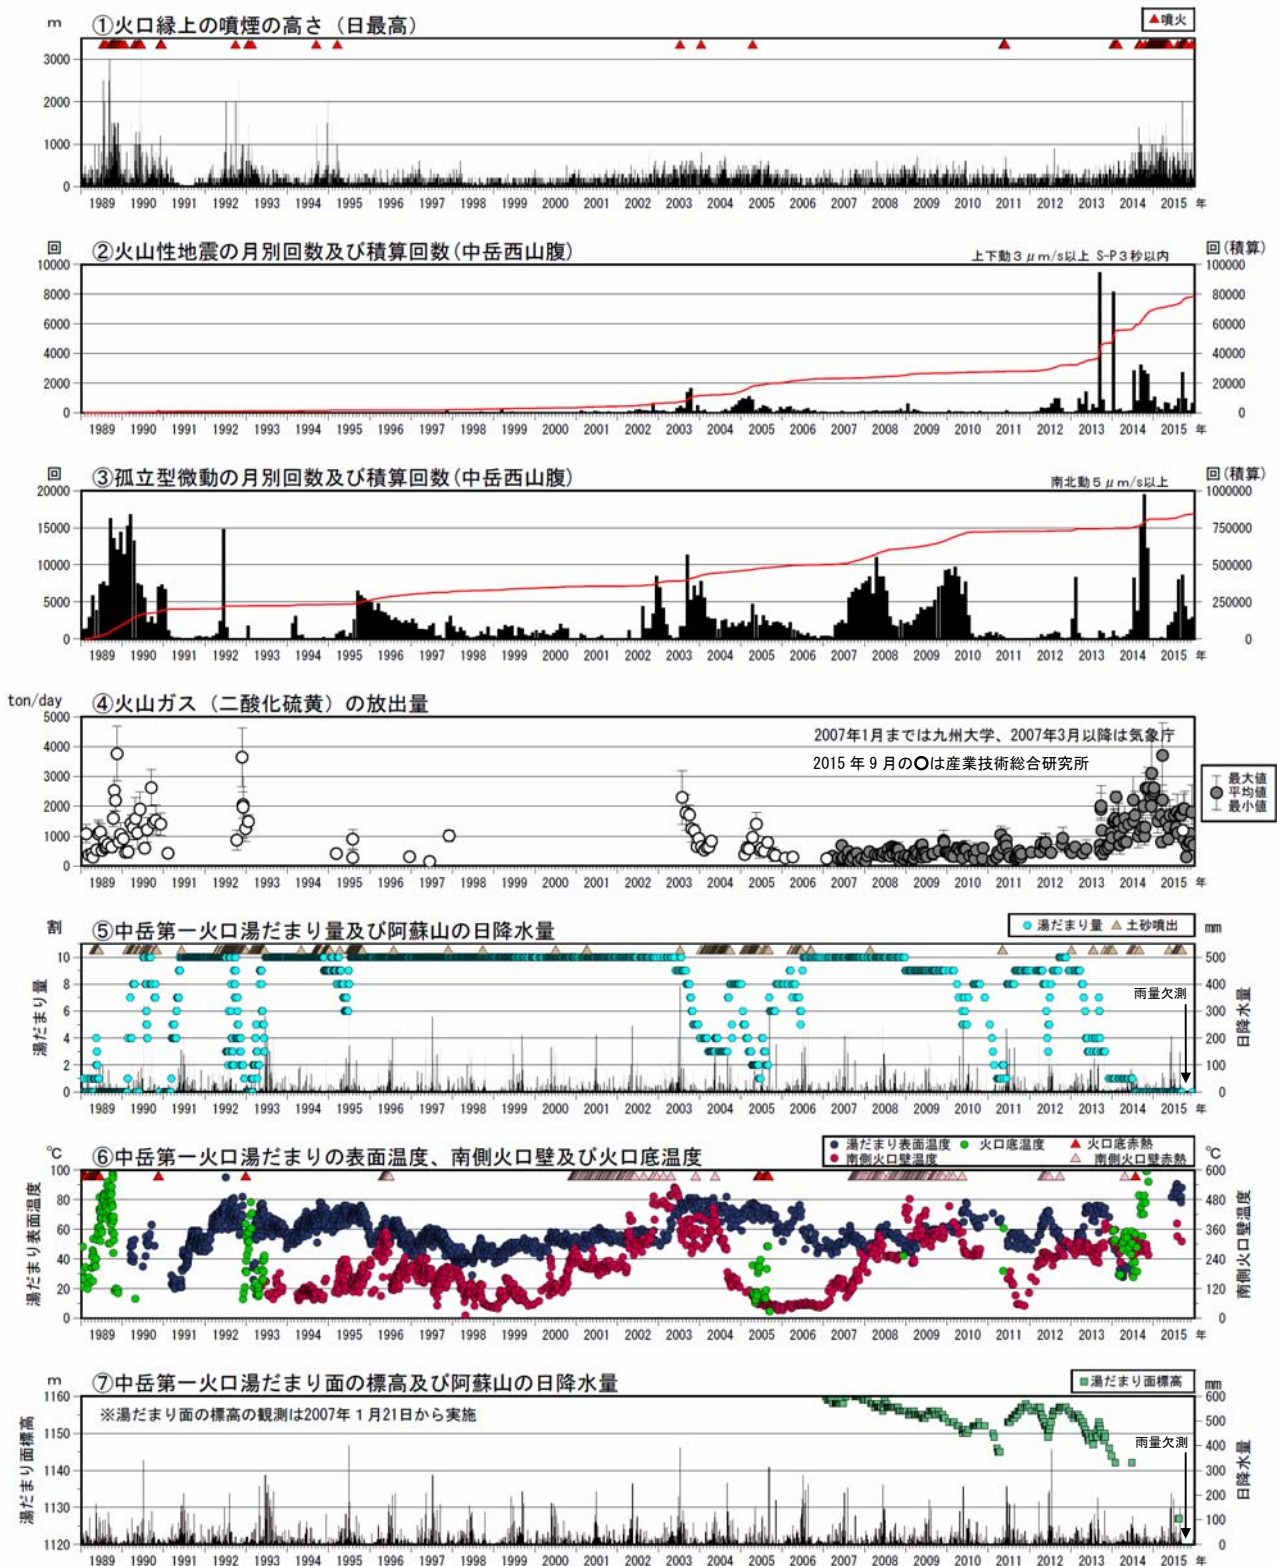 m ①火口縁上の噴煙の高さ（日最高） ▲噴火
3000
2000
1000
0
1989 1990 1991 1992 1993 1994 1995 1996 1997 1998 1999 2000 2001 2002 2003 2004 2005 2006 2007 2008 2009 2010 2011 2012 2013 2014 2015 年
回 ②火山性地震の月別回数及び積算回数(中岳西山腹) 上下動３μm/s以上 S-P３秒以内 回(積算)
10000 100000
8000 80000
6000 60000
4000 40000
2000 20000
0 0
1989 1990 1991 1992 1993 1994 1995 1996 1997 1998 1999 2000 2001 2002 2003 2004 2005 2006 2007 2008 2009 2010 2011 2012 2013 2014 2015 年
回 ③孤立型微動の月別回数及び積算回数(中岳西山腹) 南北動５μm/s以上 回(積算)
20000 1000000
15000 750000
10000 500000
5000 250000
0 0
1989 1990 1991 1992 1993 1994 1995 1996 1997 1998 1999 2000 2001 2002 2003 2004 2005 2006 2007 2008 2009 2010 2011 2012 2013 2014 2015 年
ton/day ④火山ガス（二酸化硫黄）の放出量
5000
2007年1月までは九州大学、2007年3月以降は気象庁
4000
2015 年 9 月の○は産業技術総合研究所
3000
最大値
平均値
最小値
2000
1000
0
1989 1990 1991 1992 1993 1994 1995 1996 1997 1998 1999 2000 2001 2002 2003 2004 2005 2006 2007 2008 2009 2010 2011 2012 2013 2014 2015 年
割 ⑤中岳第一火口湯だまり量及び阿蘇山の日降水量 湯だまり量 ▲土砂噴出 mm
10 500
8 400
6 300
4 200
2 100
0 0
湯だまり量
雨量欠測
日降水量
1989 1990 1991 1992 1993 1994 1995 1996 1997 1998 1999 2000 2001 2002 2003 2004 2005 2006 2007 2008 2009 2010 2011 2012 2013 2014 2015 年
℃ ⑥中岳第一火口湯だまりの表面温度、南側火口壁及び火口底温度 ℃
●湯だまり表面温度 ●火口底温度 ▲火口底赤熱
●南側火口壁温度 ▲南側火口壁赤熱
100 600
80 480
60 360
40 240
20 120
0 0
湯だまり表面温度
南側火口壁温度
1989 1990 1991 1992 1993 1994 1995 1996 1997 1998 1999 2000 2001 2002 2003 2004 2005 2006 2007 2008 2009 2010 2011 2012 2013 2014 2015 年
m ⑦中岳第一火口湯だまり面の標高及び阿蘇山の日降水量 ■湯だまり面標高 mm
1160 600
※湯だまり面の標高の観測は2007年１月21日から実施
500
1150
雨量欠測
400
1140
300
1130 200
100
1120 0
湯だまり面標高
日降水量
1989 1990 1991 1992 1993 1994 1995 1996 1997 1998 1999 2000 2001 2002 2003 2004 2005 2006 2007 2008 2009 2010 2011 2012 2013 2014 2015 年